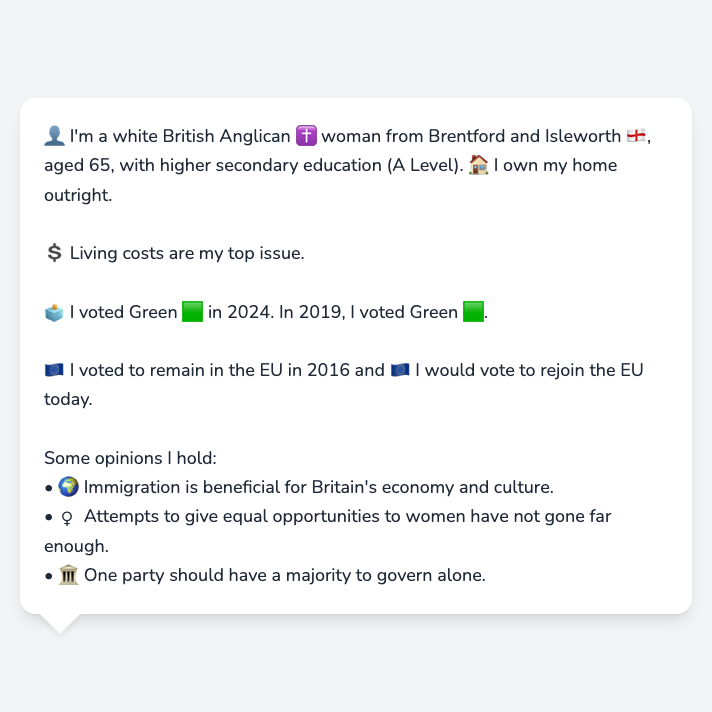 👤 I'm a white British Anglican ✝️ woman from Brentford and Isleworth 🏴󠁧󠁢󠁥󠁮󠁧󠁿,
aged 65, with higher secondary education (A Level). 🏠 I own my home
outright.
💲 Living costs are my top issue.
🗳️ I voted Green 🟩 in 2024. In 2019, I voted Green 🟩.
🇪🇺 I voted to remain in the EU in 2016 and 🇪🇺 I would vote to rejoin the EU
today.
Some opinions I hold:
• 🌍 Immigration is beneficial for Britain's economy and culture.
• ♀ Attempts to give equal opportunities to women have not gone far
enough.
• 🏛️ One party should have a majority to govern alone.